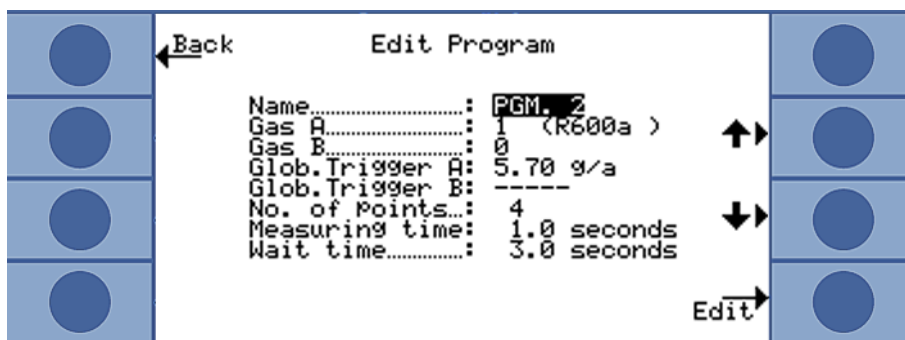 Back Edit Program
Name.....................: PGM. 2
Gas A....................: 1 (R600a )
Gas B....................: 0
Glob.Trigger A: 5.70 g/a
Glob.Trigger B: -----
No. of Points...: 4
Measuring time: 1.0 seconds
Wait time............: 3.0 seconds
Edit